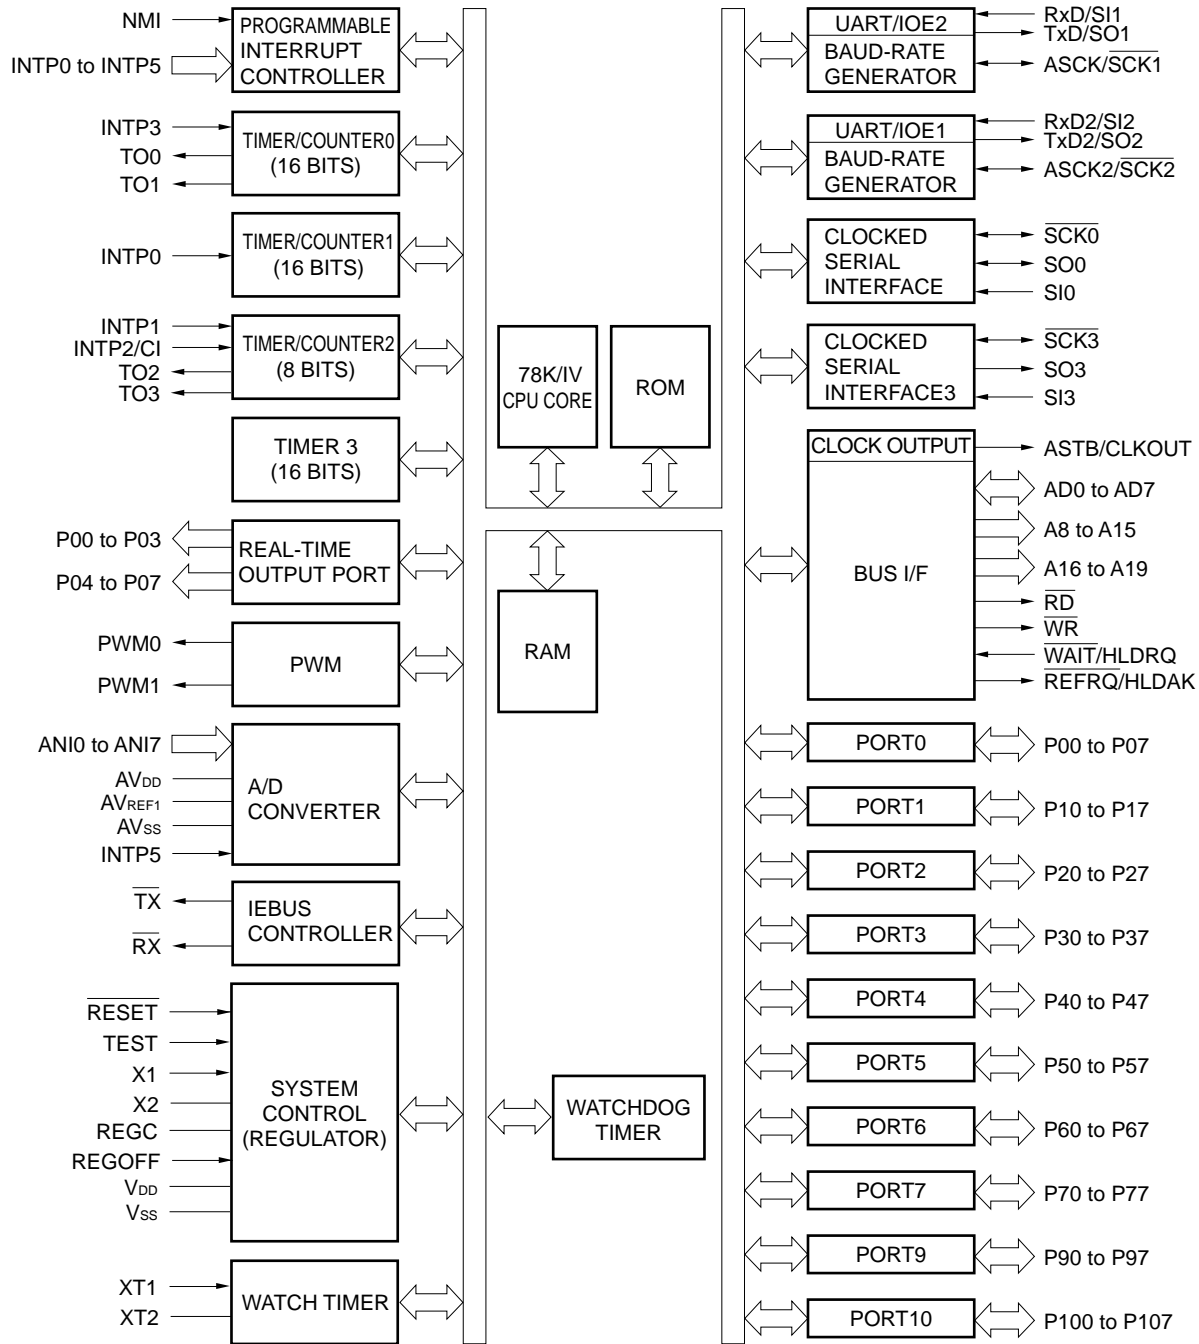 NMI
INTP0 to INTP5
PROGRAMMABLE
INTERRUPT
CONTROLLER
INTP3
TO0
TO1
TIMER/COUNTER0
(16 BITS)
INTP0
TIMER/COUNTER1
(16 BITS)
INTP1
INTP2/CI
TO2
TO3
TIMER/COUNTER2
(8 BITS)
TIMER 3
(16 BITS)
P00 to P03
P04 to P07
REAL-TIME
OUTPUT PORT
PWM0
PWM1
PWM
ANI0 to ANI7
AVDD
AVREF1
AVSS
INTP5
A/D
CONVERTER
TX
RX
IEBUS
CONTROLLER
RESET
TEST
X1
X2
REGC
REGOFF
VDD
VSS
SYSTEM
CONTROL
(REGULATOR)
XT1
XT2
WATCH TIMER
78K/IV
CPU CORE
ROM
RAM
WATCHDOG
TIMER
UART/IOE2
BAUD-RATE
GENERATOR
RxD/SI1
TxD/SO1
ASCK/SCK1
UART/IOE1
BAUD-RATE
GENERATOR
RxD2/SI2
TxD2/SO2
ASCK2/SCK2
CLOCKED
SERIAL
INTERFACE
SCK0
SO0
SI0
CLOCKED
SERIAL
INTERFACE3
SCK3
SO3
SI3
CLOCK OUTPUT
BUS I/F
ASTB/CLKOUT
AD0 to AD7
A8 to A15
A16 to A19
RD
WR
WAIT/HLDRQ
REFRQ/HLDAK
PORT0
P00 to P07
PORT1
P10 to P17
PORT2
P20 to P27
PORT3
P30 to P37
PORT4
P40 to P47
PORT5
P50 to P57
PORT6
P60 to P67
PORT7
P70 to P77
PORT9
P90 to P97
PORT10
P100 to P107